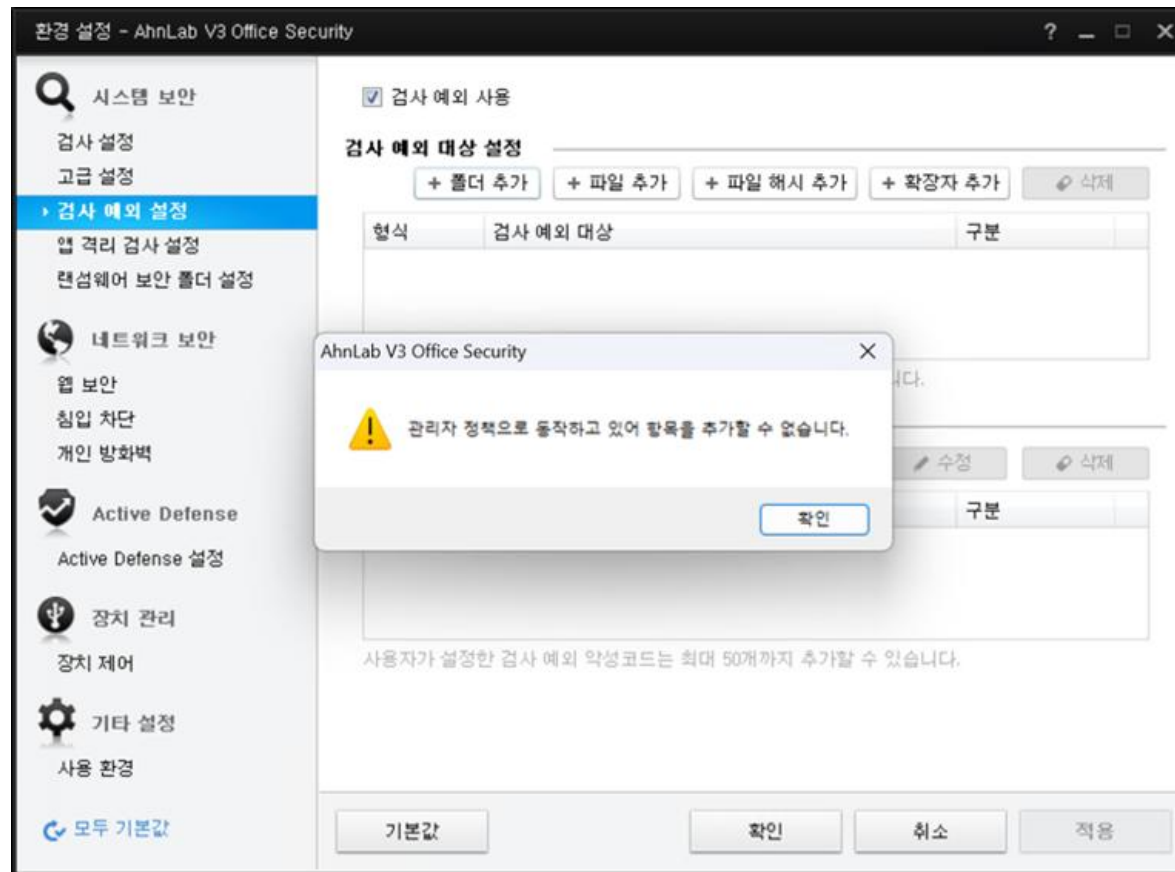 환경 설정 - AhnLab V3 Office Security
시스템 보안
검사 설정
고급 설정
검사 예외 설정
앱 격리 검사 설정
랜섬웨어 보안 폴더 설정
네트워크 보안
웹 보안
침입 차단
개인 방화벽
Active Defense
Active Defense 설정
장치 관리
장치 제어
기타 설정
사용 환경
모두 기본값
검사 예외 사용
검사 예외 대상 설정
+ 폴더 추가 + 파일 추가 + 파일 해시 추가 + 확장자 추가 삭제
형식 검사 예외 대상 구분
니다.
AhnLab V3 Office Security
관리자 정책으로 동작하고 있어 항목을 추가할 수 없습니다.
확인
수정 삭제
구분
사용자가 설정한 검사 예외 악성코드는 최대 50개까지 추가할 수 있습니다.
기본값 확인 취소 적용